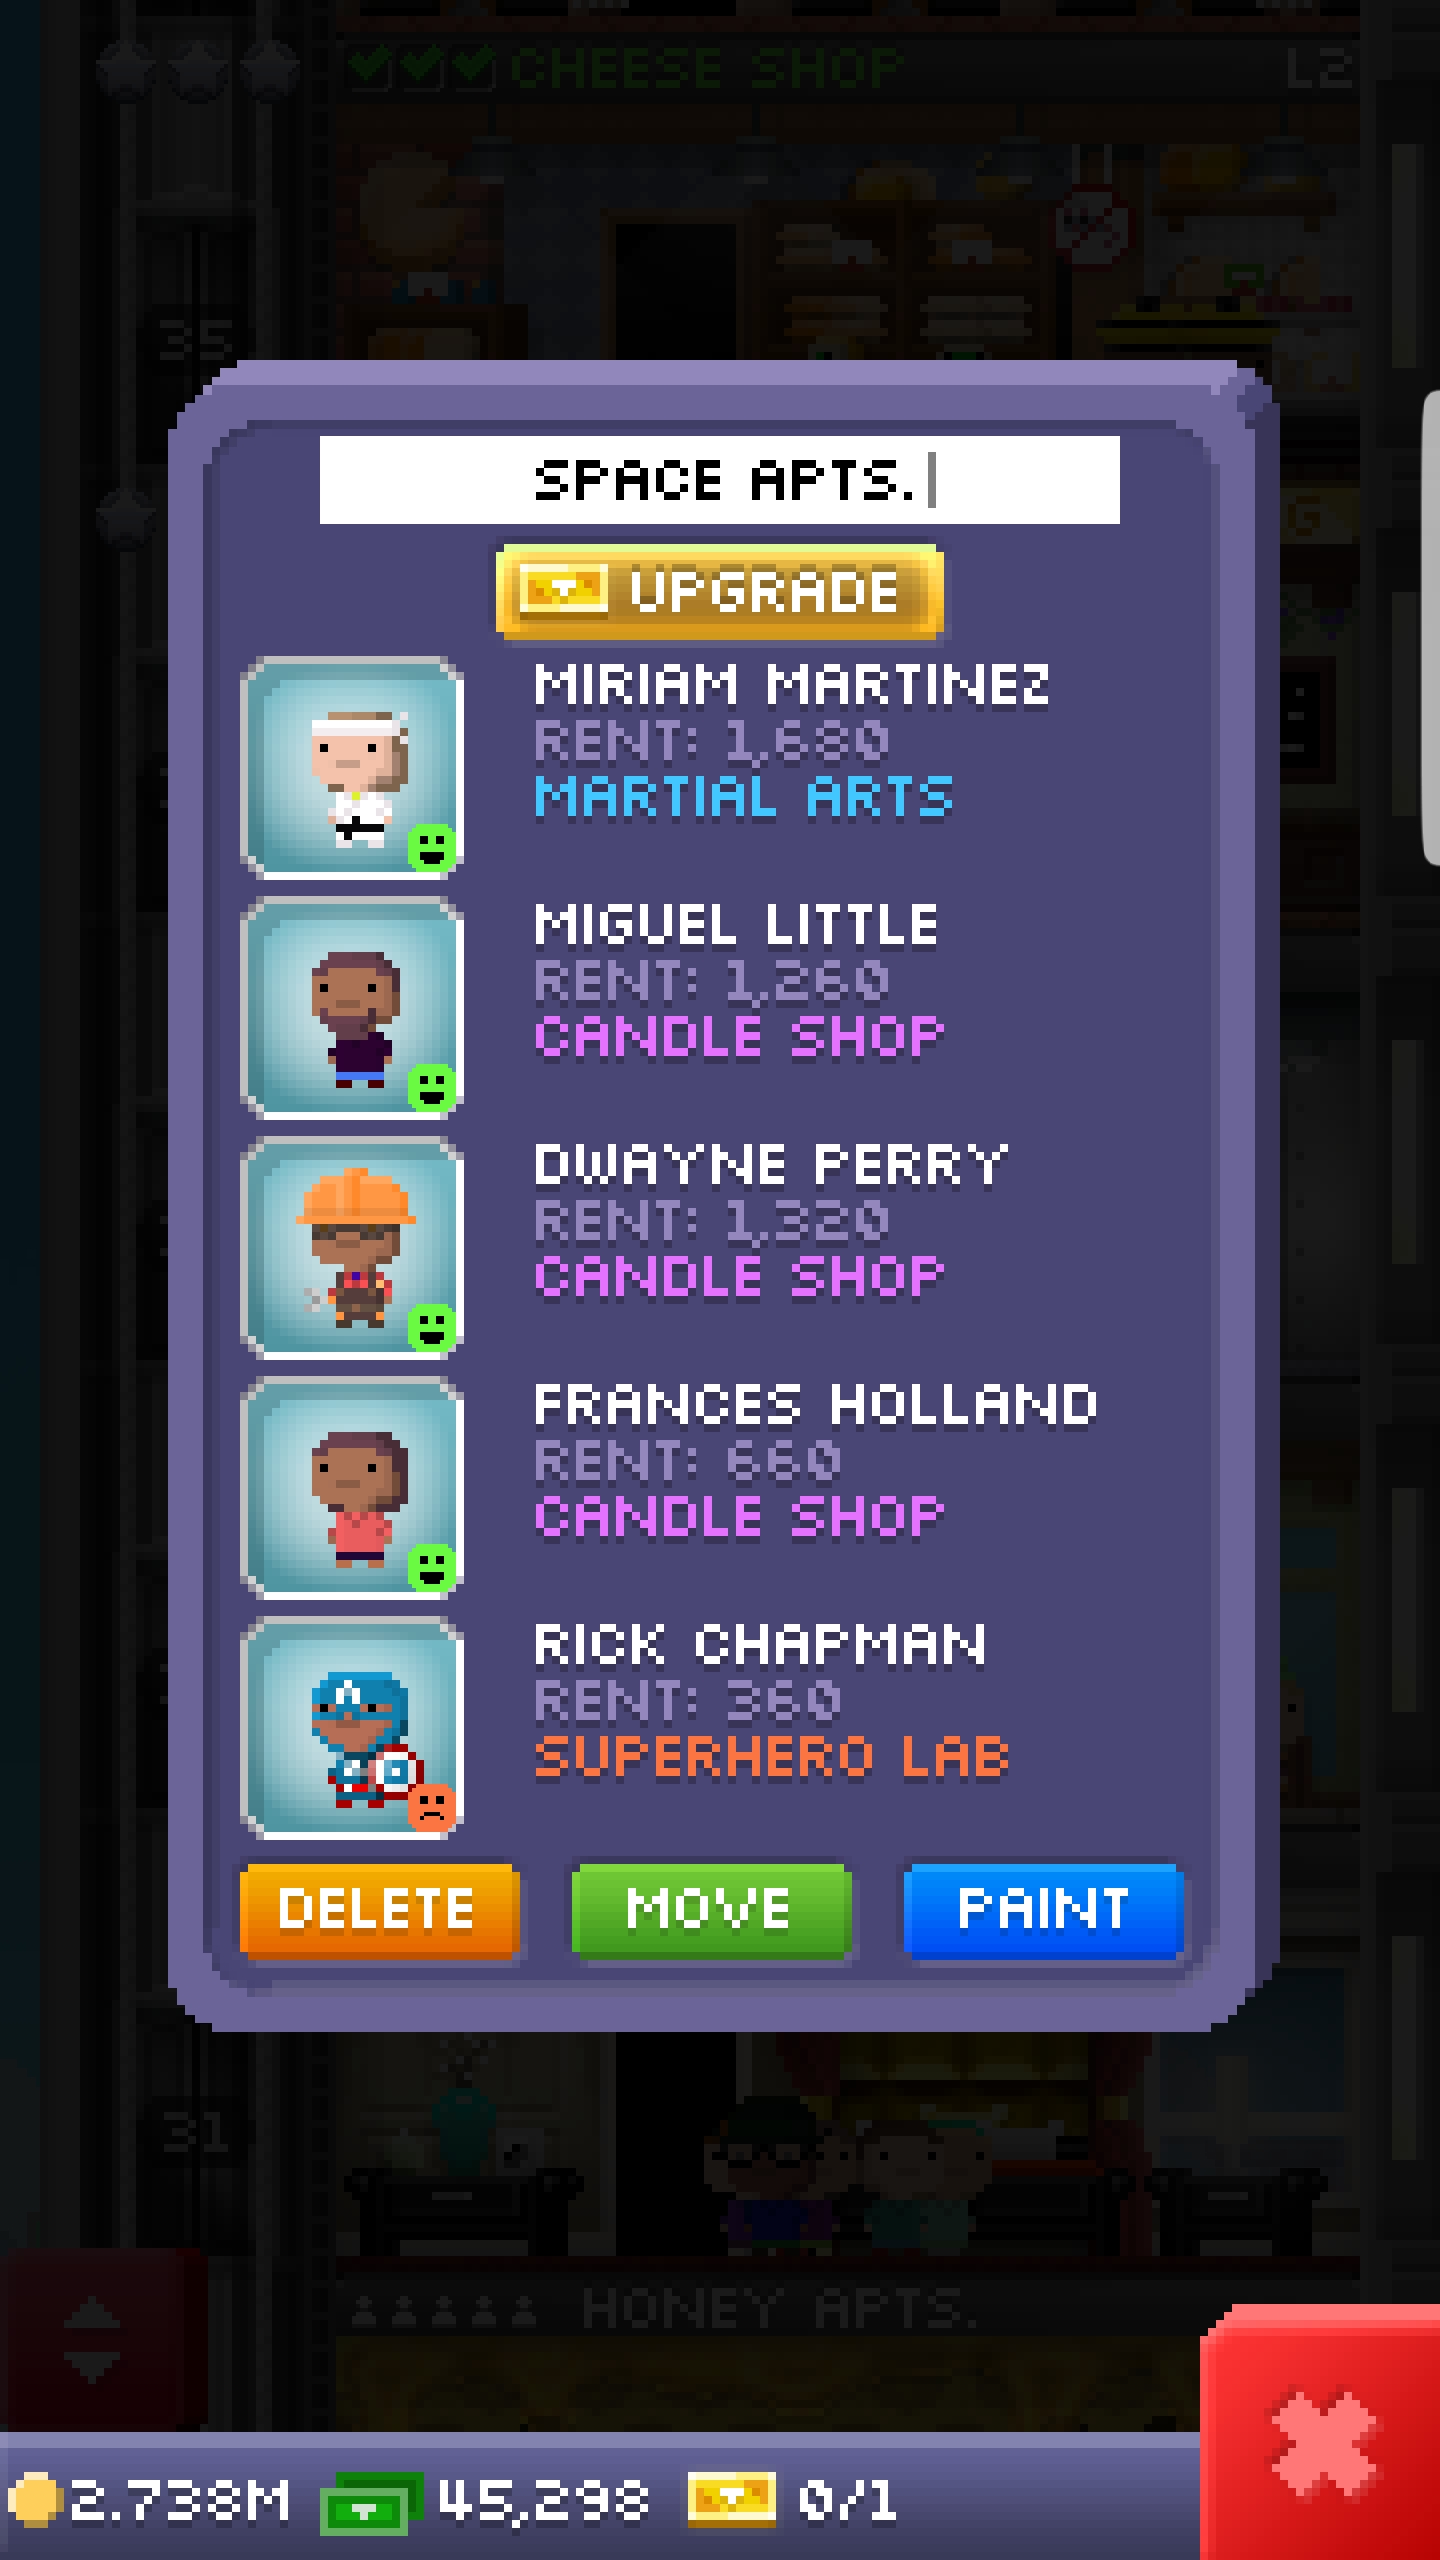 CHEESE SHOP L2
35
SPACE APTS.
UPGRADE
MIRIAM MARTINEZ
RENT: 1,680
MARTIAL ARTS
MIGUEL LITTLE
RENT: 1,260
CANDLE SHOP
DWAYNE PERRY
RENT: 1,320
CANDLE SHOP
FRANCES HOLLAND
RENT: 660
CANDLE SHOP
RICK CHAPMAN
RENT: 360
SUPERHERO LAB
DELETE MOVE PAINT
31
HONEY APTS.
2.738M 45,298 0/1